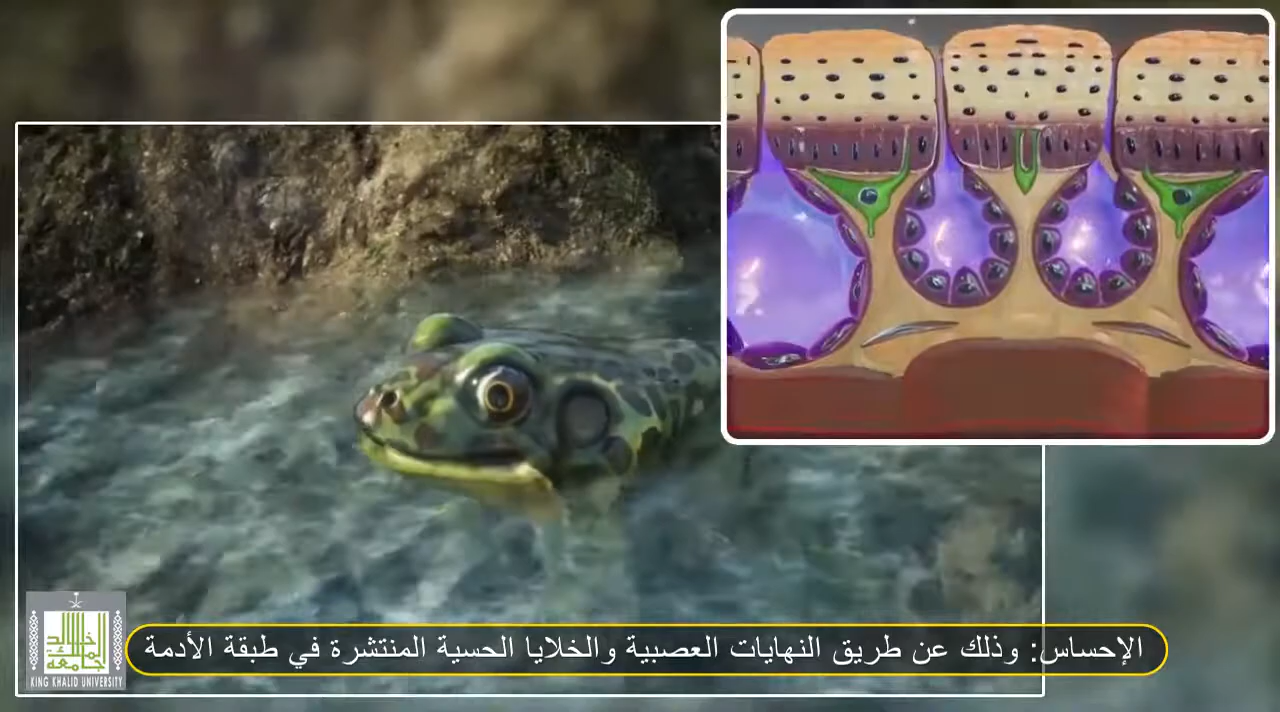 الإحساس: وذلك عن طريق النهايات العصبية والخلايا الحسية المنتشرة في طبقة الأدمة
جامعة الملك خالد
KING KHALID UNIVERSITY